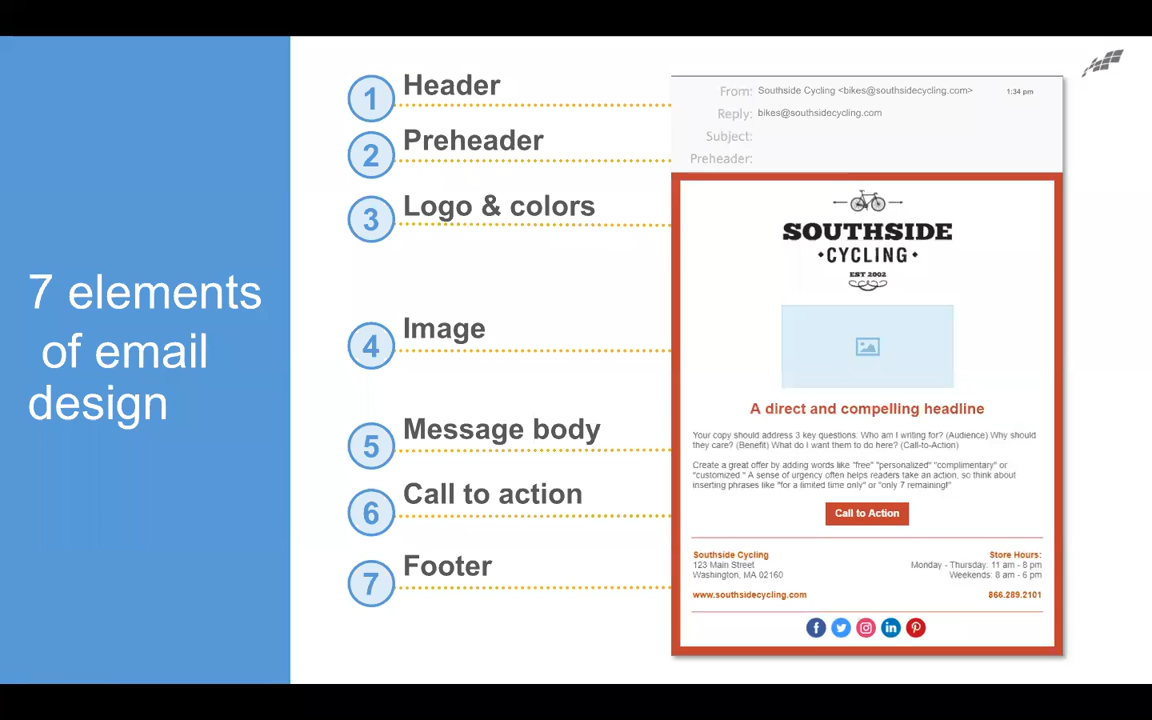 7 elements
of email
design
1 Header
2 Preheader
3 Logo & colors
4 Image
5 Message body
6 Call to action
7 Footer
From: Southside Cycling <bikes@southsidecycling.com> 1:34 pm
Reply: bikes@southsidecycling.com
Subject:
Preheader:
SOUTHSIDE
CYCLING
EST 2002
A direct and compelling headline
Your copy should address 3 key questions: Who am I writing for? (Audience) Why should
they care? (Benefit) What do I want them to do here? (Call-to-Action)
Create a great offer by adding words like "free" "personalized" "complimentary" or
"customized." A sense of urgency often helps readers take an action, so think about
inserting phrases like "for a limited time only" or "only 7 remaining!"
Call to Action
Southside Cycling
123 Main Street
Washington, MA 02160
www.southsidecycling.com
Store Hours:
Monday - Thursday: 11 am - 8 pm
Weekends: 8 am - 6 pm
866.289.2101